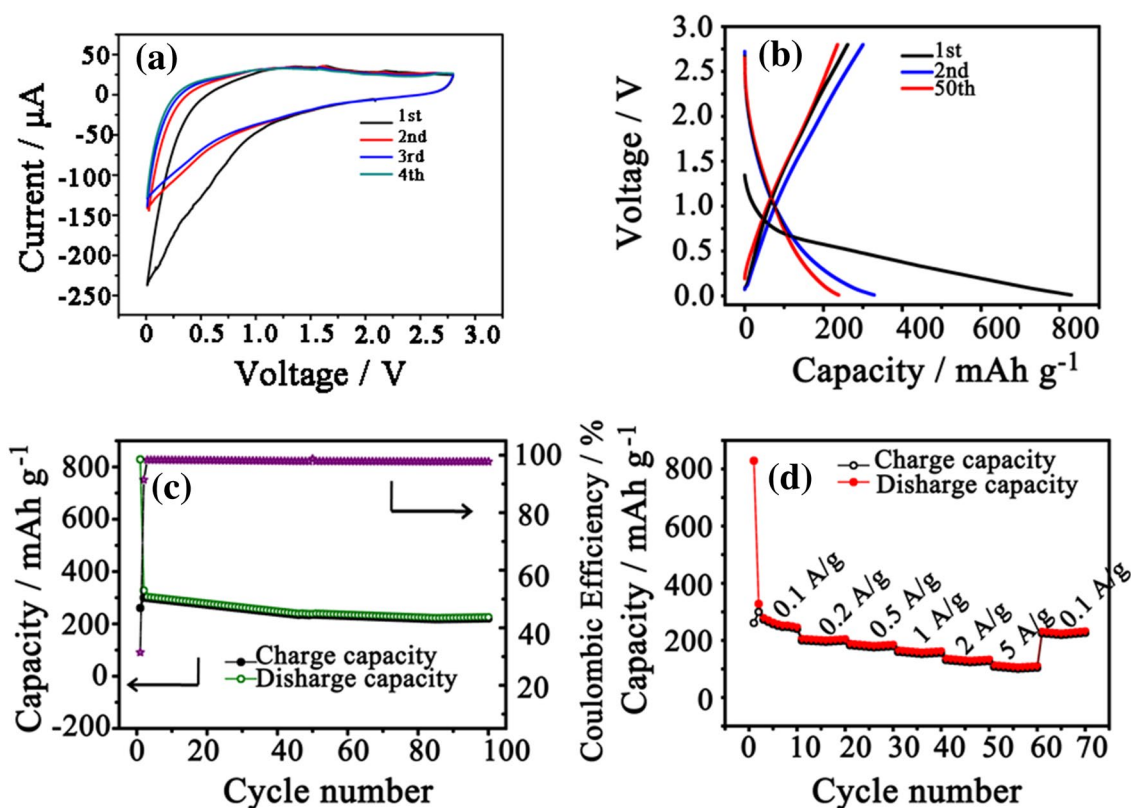 (a)
50
25
0
-50
-100
-150
-200
-250
0
0.5
1.0
1.5
2.0
2.5
3.0
Current / µA
Voltage / V
1st
2nd
3rd
4th
(b)
3.0
2.5
2.0
1.5
1.0
0.5
0.0
0
200
400
600
800
Voltage / V
Capacity / mAh g⁻¹
1st
2nd
50th
(c)
800
600
400
300
200
0
-200
100
80
60
40
20
0
20
40
60
80
100
Capacity / mAh g⁻¹
Coulombic Efficiency / %
Charge capacity
Disharge capacity
Cycle number
(d)
800
600
400
200
0
0
10
20
30
40
50
60
70
Capacity / mAh g⁻¹
Charge capacity
Disharge capacity
0.1 A/g
0.2 A/g
0.5 A/g
1 A/g
2 A/g
5 A/g
0.1 A/g
Cycle number